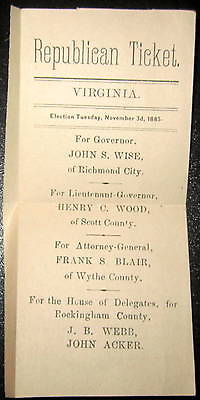 Republican Ticket.
VIRGINIA.
Election Tuesday, November 3d, 1885.
For Governor,
JOHN S. WISE,
of Richmond City.
For Lieutenant-Governor,
HENRY C. WOOD,
of Scott County.
For Attorney-General,
FRANK S. BLAIR,
of Wythe County.
For the House of Delegates, for
Rockingham County,
J. B. WEBB,
JOHN ACKER.